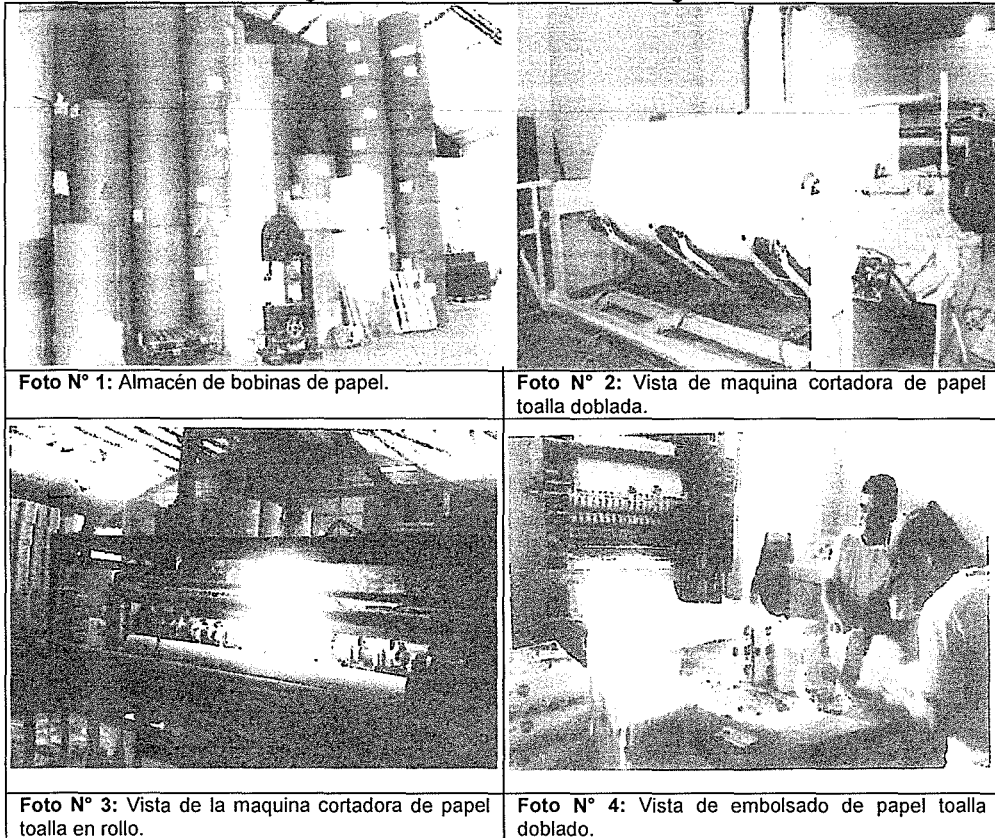 Foto N° 1: Almacén de bobinas de papel.
Foto N° 2: Vista de maquina cortadora de papel
toalla doblada.
Foto N° 3: Vista de la maquina cortadora de papel
toalla en rollo.
Foto N° 4: Vista de embolsado de papel toalla
doblado.